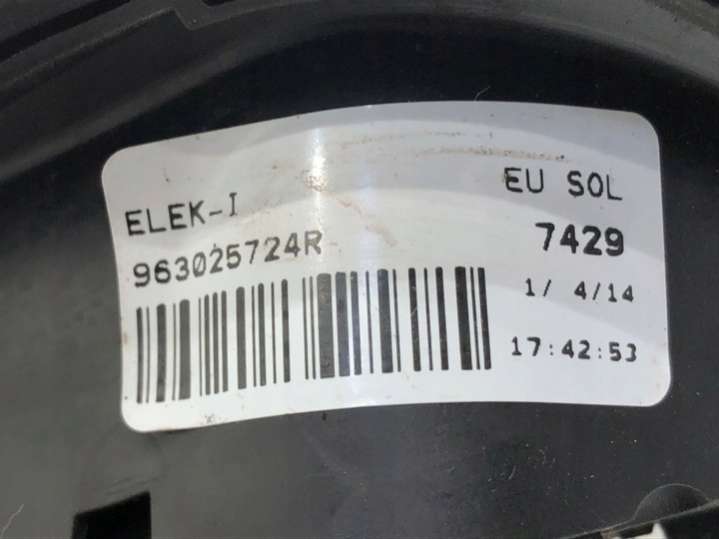 ELEK-I
963025724R
EU SOL
7429
1/ 4/14
17:42:53